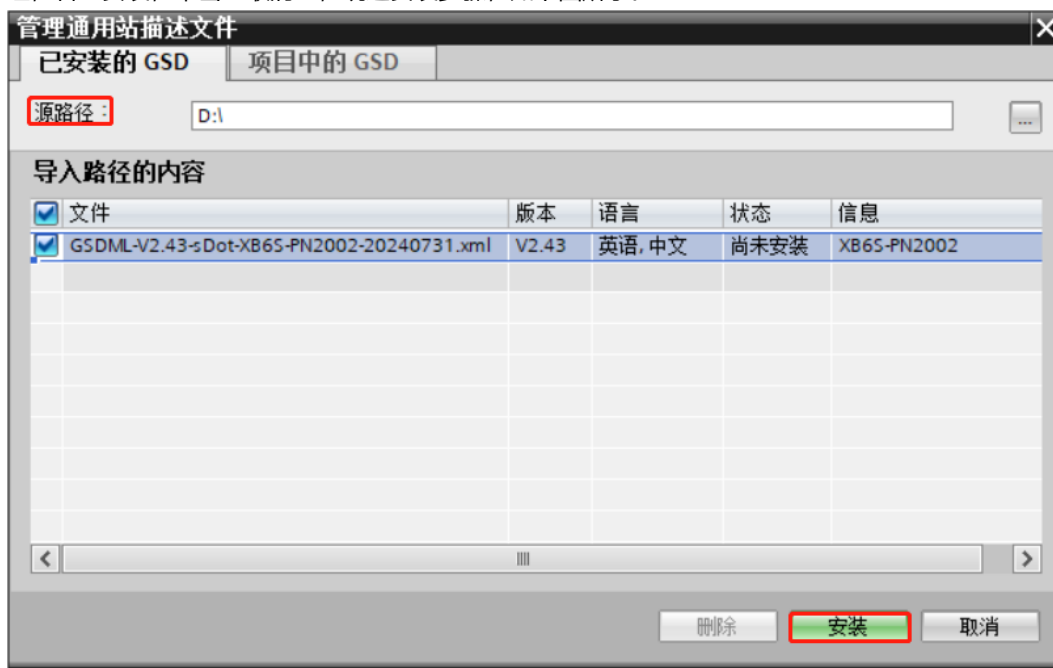 管理通用站描述文件
已安装的 GSD 项目中的 GSD
源路径： D:\ ...
导入路径的内容
文件 版本 语言 状态 信息
GSDML-V2.43-sDot-XB6S-PN2002-20240731.xml V2.43 英语, 中文 尚未安装 XB6S-PN2002
删除 安装 取消